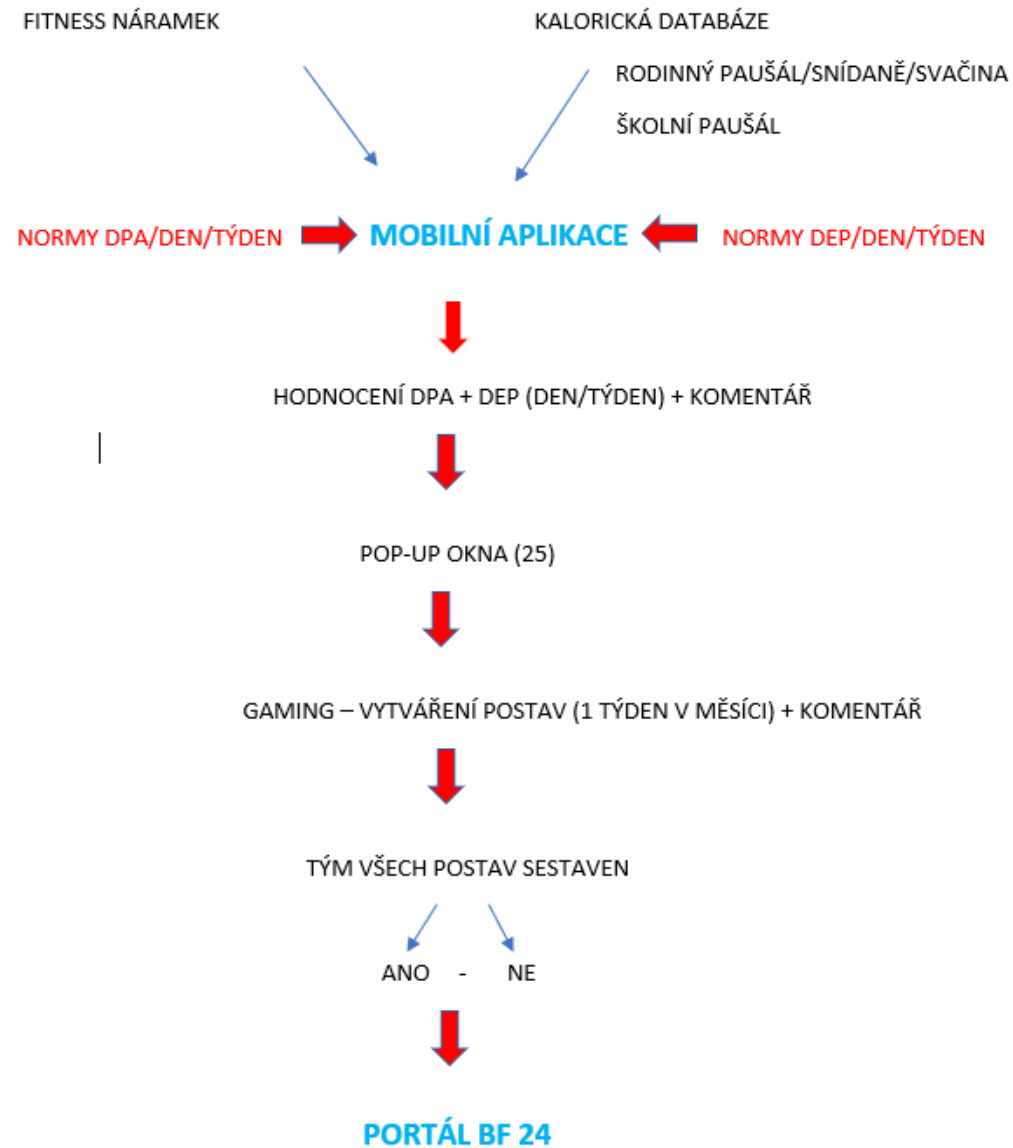 FITNESS NÁRAMEK
KALORICKÁ DATABÁZE
RODINNÝ PAUŠÁL/SNÍDANĚ/SVAČINA
ŠKOLNÍ PAUŠÁL
NORMY DPA/DEN/TÝDEN
MOBILNÍ APLIKACE
NORMY DEP/DEN/TÝDEN
HODNOCENÍ DPA + DEP (DEN/TÝDEN) + KOMENTÁŘ
POP-UP OKNA (25)
GAMING – VYTVÁŘENÍ POSTAV (1 TÝDEN V MĚSÍCI) + KOMENTÁŘ
TÝM VŠECH POSTAV SESTAVEN
ANO - NE
PORTÁL BF 24